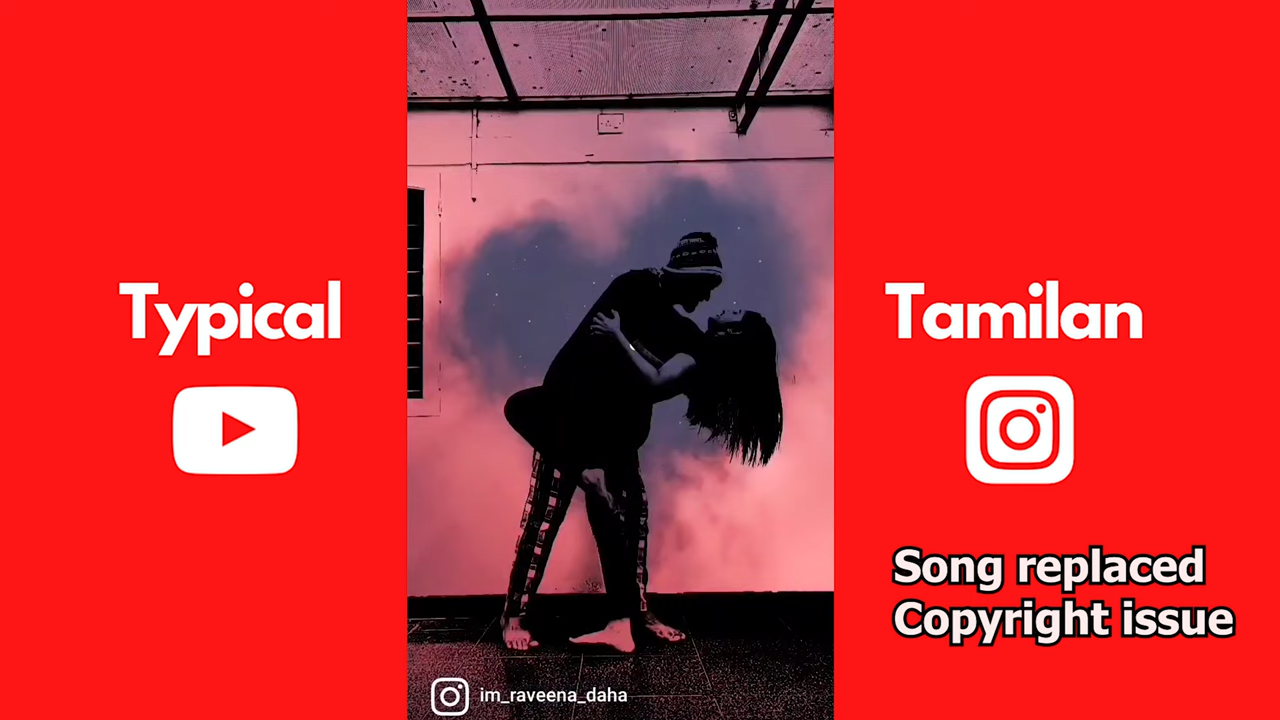 Typical
Tamilan
Song replaced
Copyright issue
im_raveena_daha